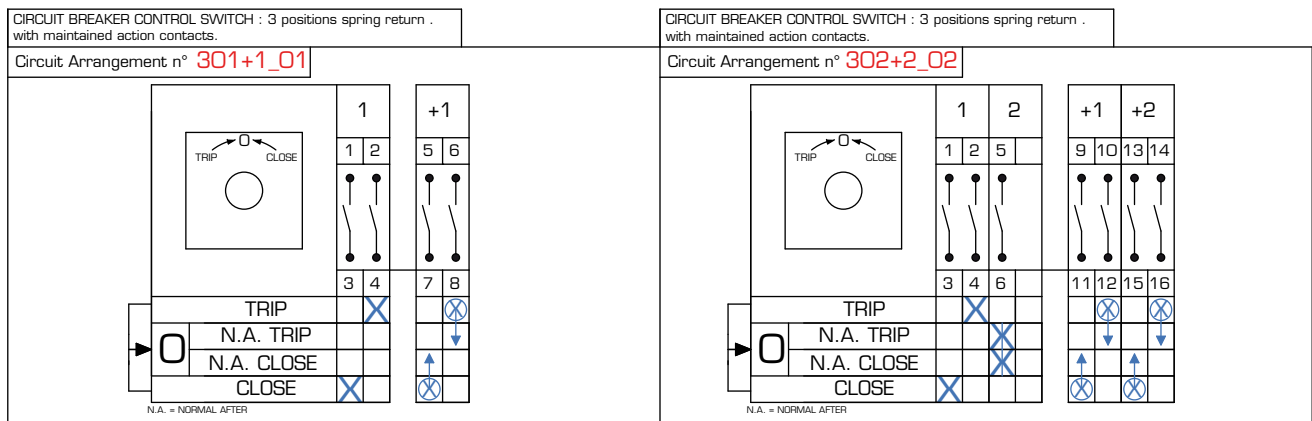 CIRCUIT BREAKER CONTROL SWITCH : 3 positions spring return .
with maintained action contacts.
Circuit Arrangement n° 301+1_01
1 +1
0
TRIP CLOSE
1 2 5 6
3 4 7 8
TRIP
0
N.A. TRIP
N.A. CLOSE
CLOSE
N.A. = NORMAL AFTER
CIRCUIT BREAKER CONTROL SWITCH : 3 positions spring return .
with maintained action contacts.
Circuit Arrangement n° 302+2_02
1 2 +1 +2
0
TRIP CLOSE
1 2 5 9 10 13 14
3 4 6 11 12 15 16
TRIP
0
N.A. TRIP
N.A. CLOSE
CLOSE
N.A. = NORMAL AFTER